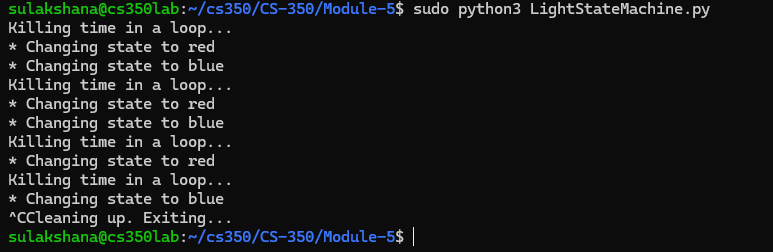 sulakshana@cs350lab:~/cs350/CS-350/Module-5$ sudo python3 LightStateMachine.py
Killing time in a loop...
* Changing state to red
* Changing state to blue
Killing time in a loop...
* Changing state to red
* Changing state to blue
Killing time in a loop...
* Changing state to red
Killing time in a loop...
* Changing state to blue
^CCleaning up. Exiting...
sulakshana@cs350lab:~/cs350/CS-350/Module-5$